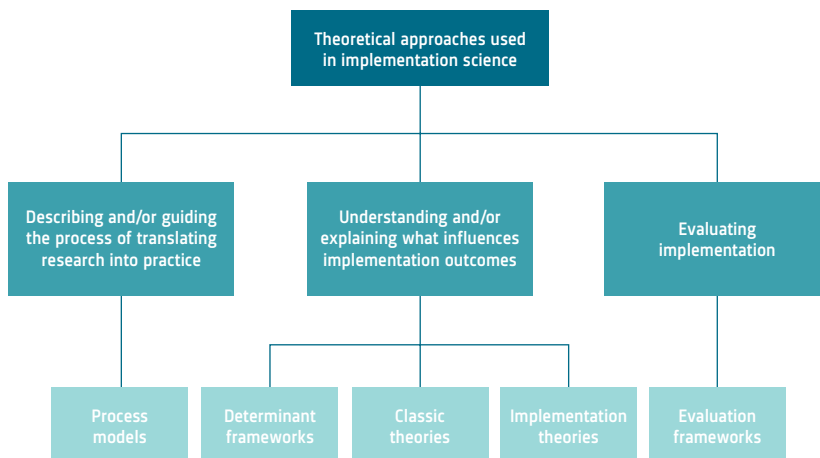 Theoretical approaches used
in implementation science
Describing and/or guiding
the process of translating
research into practice
Understanding and/or
explaining what influences
implementation outcomes
Evaluating
implementation
Process
models
Determinant
frameworks
Classic
theories
Implementation
theories
Evaluation
frameworks